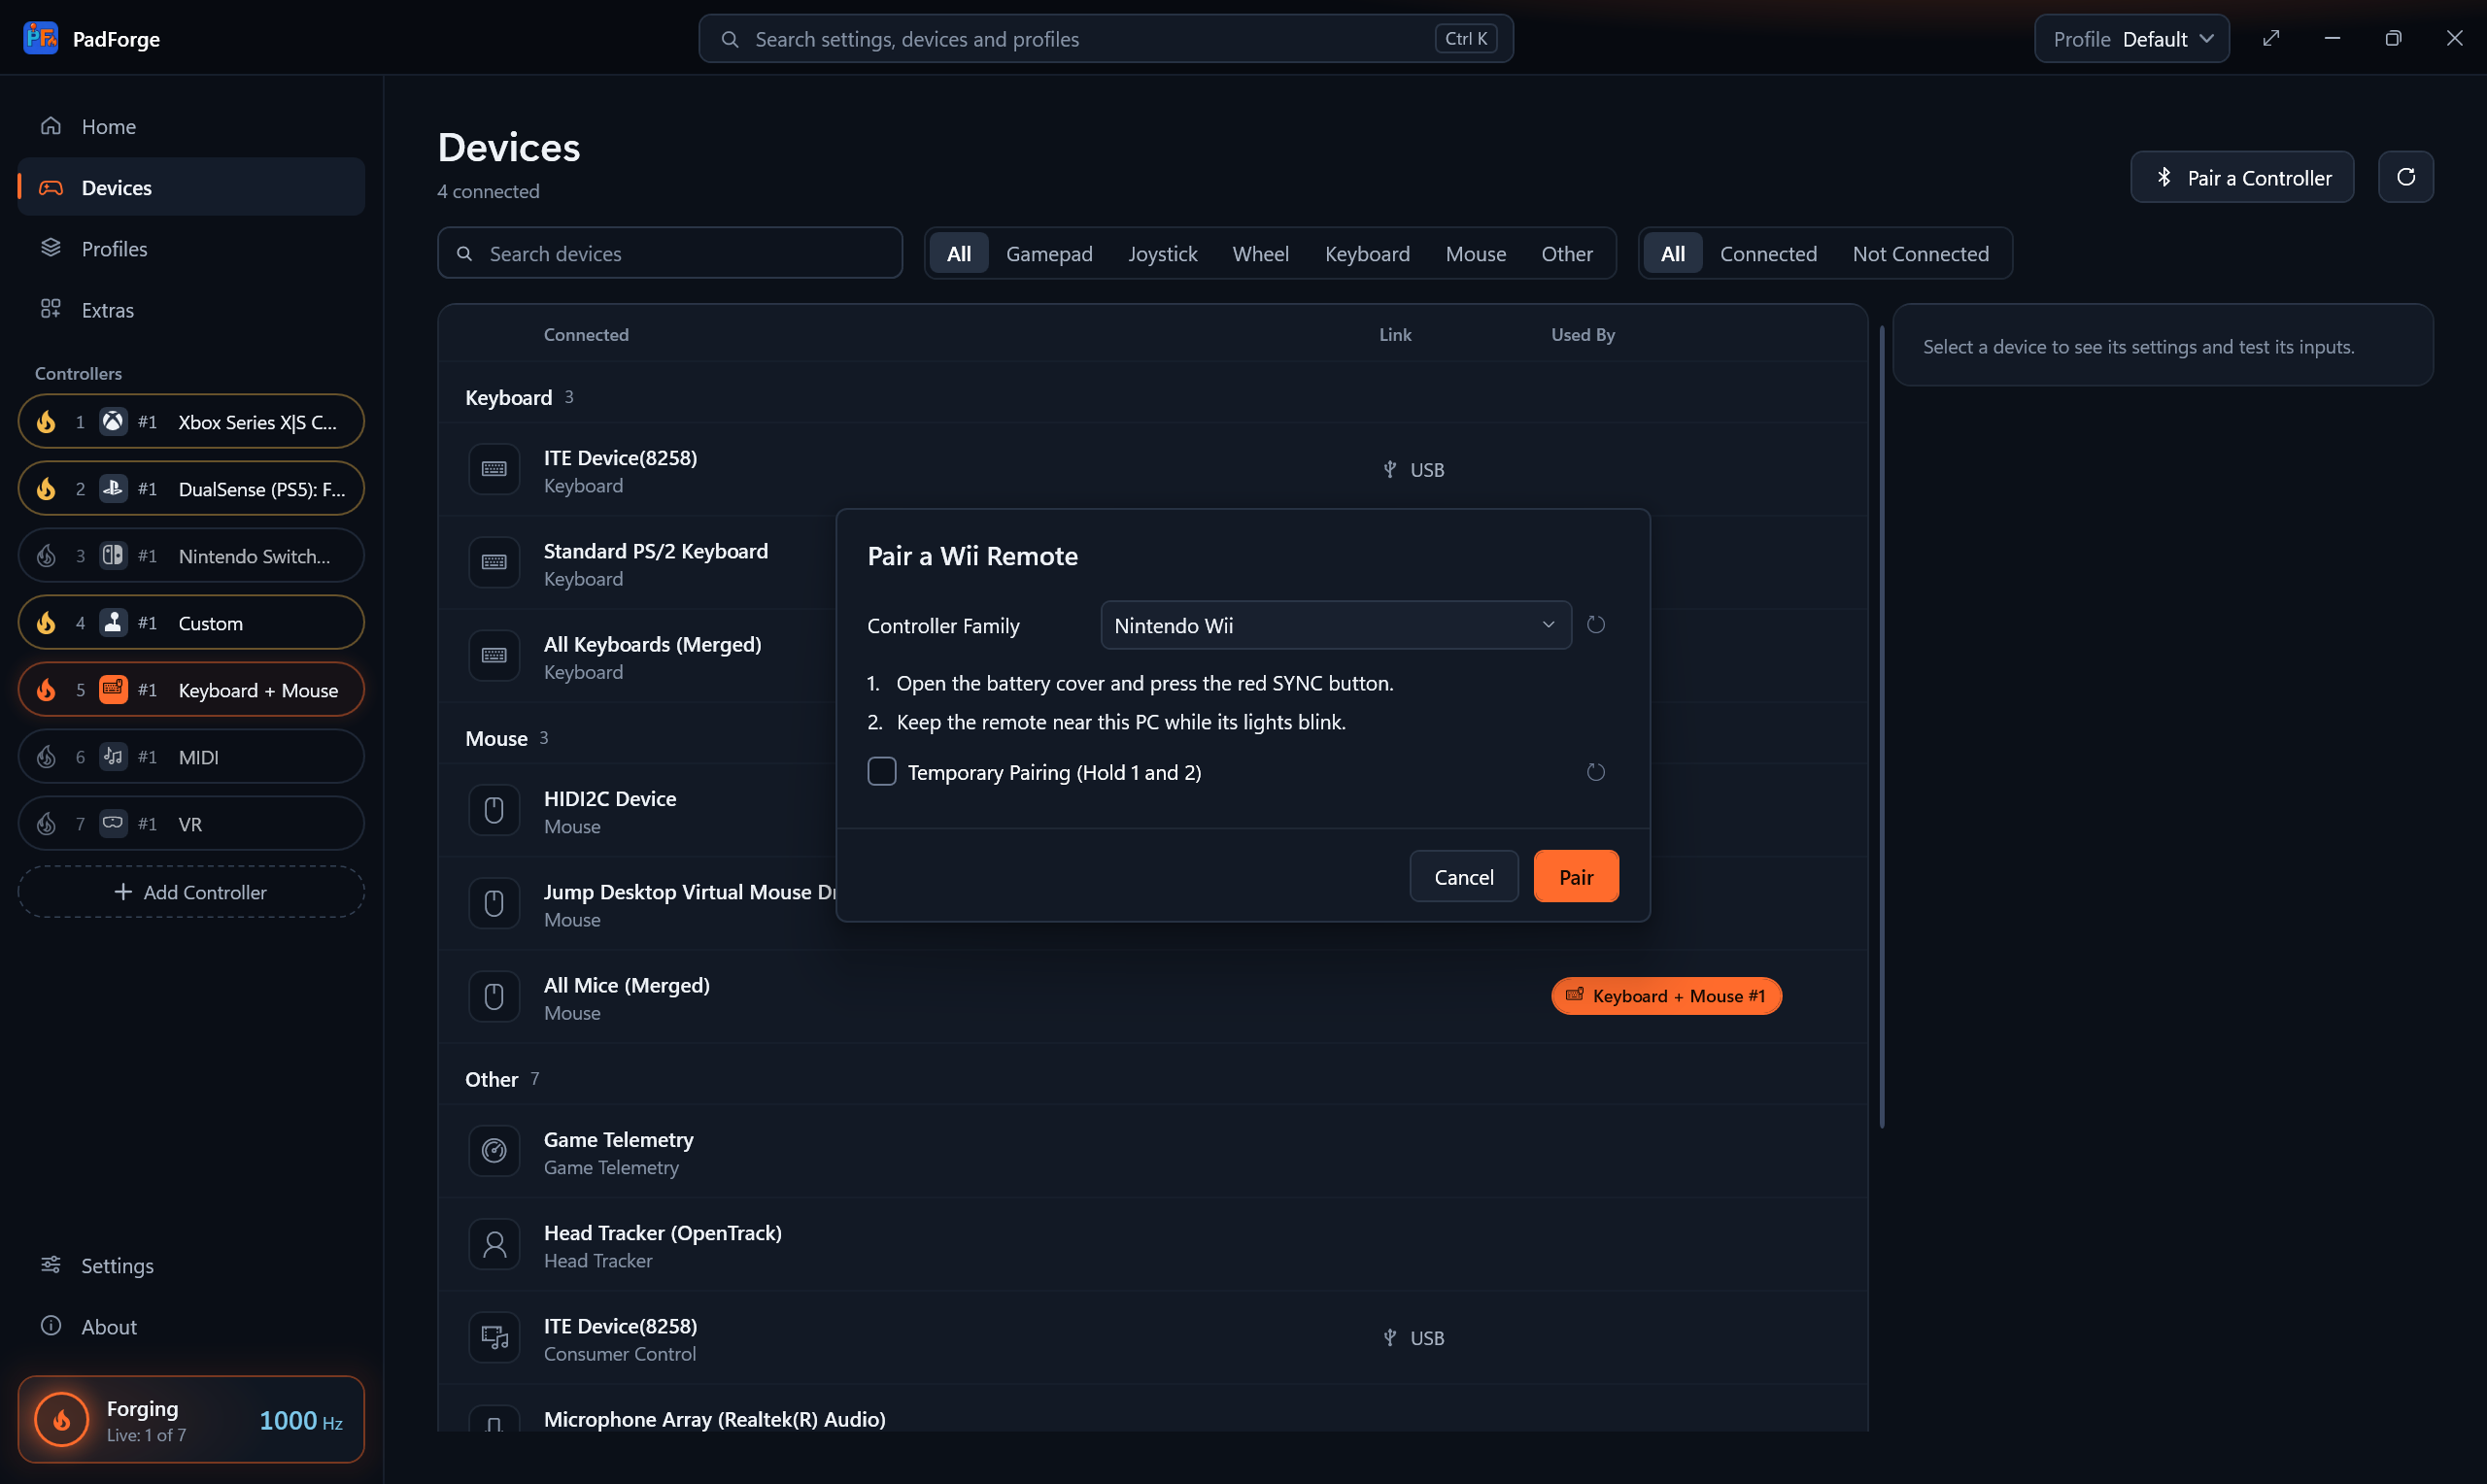 PadForge
Search settings, devices and profiles
Ctrl K
Profile Default
Home
Devices
Profiles
Extras
Controllers
1 #1 Xbox Series X|S C...
2 #1 DualSense (PS5): F...
3 #1 Nintendo Switch...
4 #1 Custom
5 #1 Keyboard + Mouse
6 #1 MIDI
7 #1 VR
Add Controller
Settings
About
Forging
Live: 1 of 7
1000 Hz
Devices
4 connected
Pair a Controller
Search devices
All Gamepad Joystick Wheel Keyboard Mouse Other
All Connected Not Connected
Connected Link Used By
Keyboard 3
ITE Device(8258)
Keyboard
USB
Standard PS/2 Keyboard
Keyboard
All Keyboards (Merged)
Keyboard
Mouse 3
HIDI2C Device
Mouse
Jump Desktop Virtual Mouse
Mouse
All Mice (Merged)
Mouse
Keyboard + Mouse #1
Other 7
Game Telemetry
Game Telemetry
Head Tracker (OpenTrack)
Head Tracker
ITE Device(8258)
Consumer Control
USB
Microphone Array (Realtek(R) Audio)
Select a device to see its settings and test its inputs.
Pair a Wii Remote
Controller Family
Nintendo Wii
1. Open the battery cover and press the red SYNC button.
2. Keep the remote near this PC while its lights blink.
Temporary Pairing (Hold 1 and 2)
Cancel
Pair